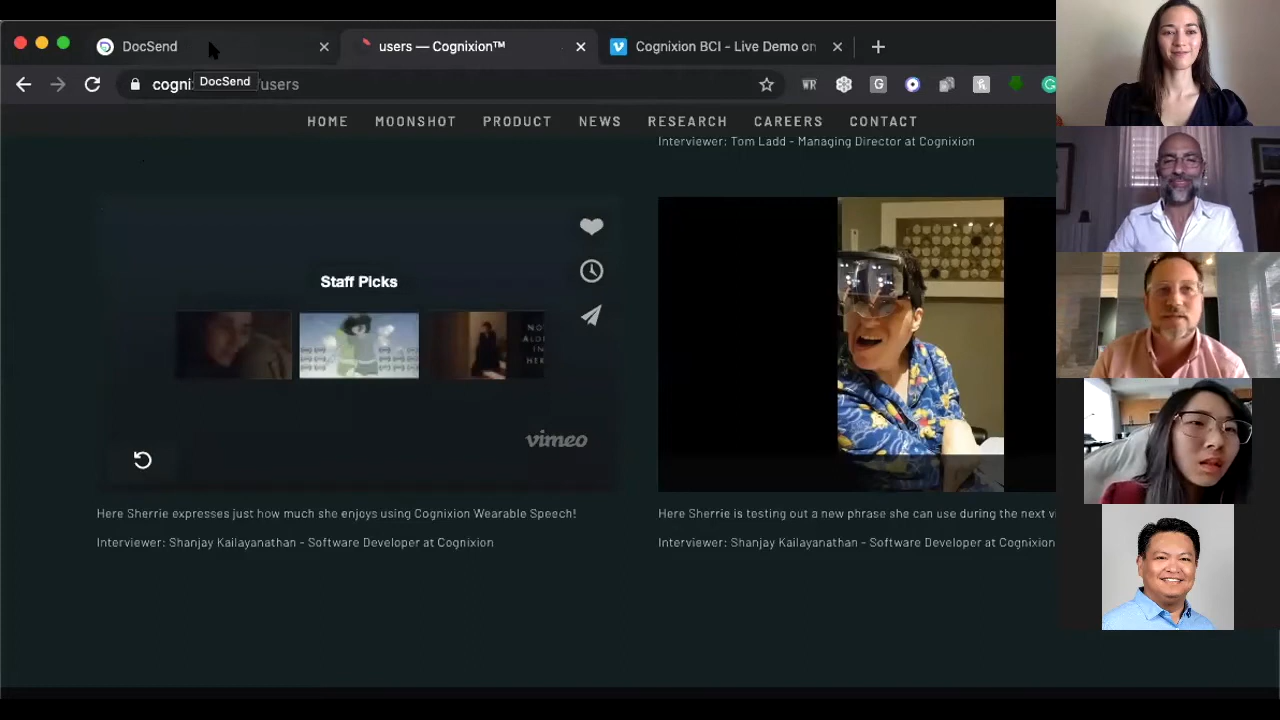 DocSend
users — Cognixion™
Cognixion BCI - Live Demo on
cogni
DocSend
/users
WR
G
HOME MOONSHOT PRODUCT NEWS RESEARCH CAREERS CONTACT
Interviewer: Tom Ladd - Managing Director at Cognixion
Staff Picks
vimeo
Here Sherrie expresses just how much she enjoys using Cognixion Wearable Speech!
Interviewer: Shanjay Kailayanathan - Software Developer at Cognixion
Here Sherrie is testing out a new phrase she can use during the next v
Interviewer: Shanjay Kailayanathan - Software Developer at Cognixion